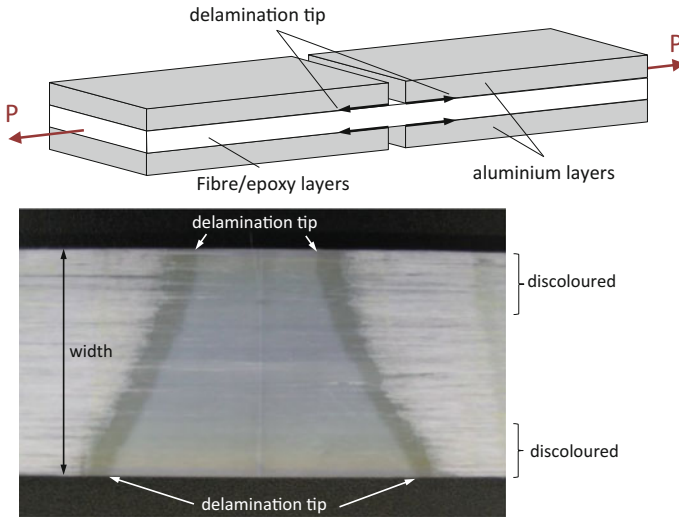 delamination tip
P
P
Fibre/epoxy layers
aluminium layers
delamination tip
discoloured
width
discoloured
delamination tip